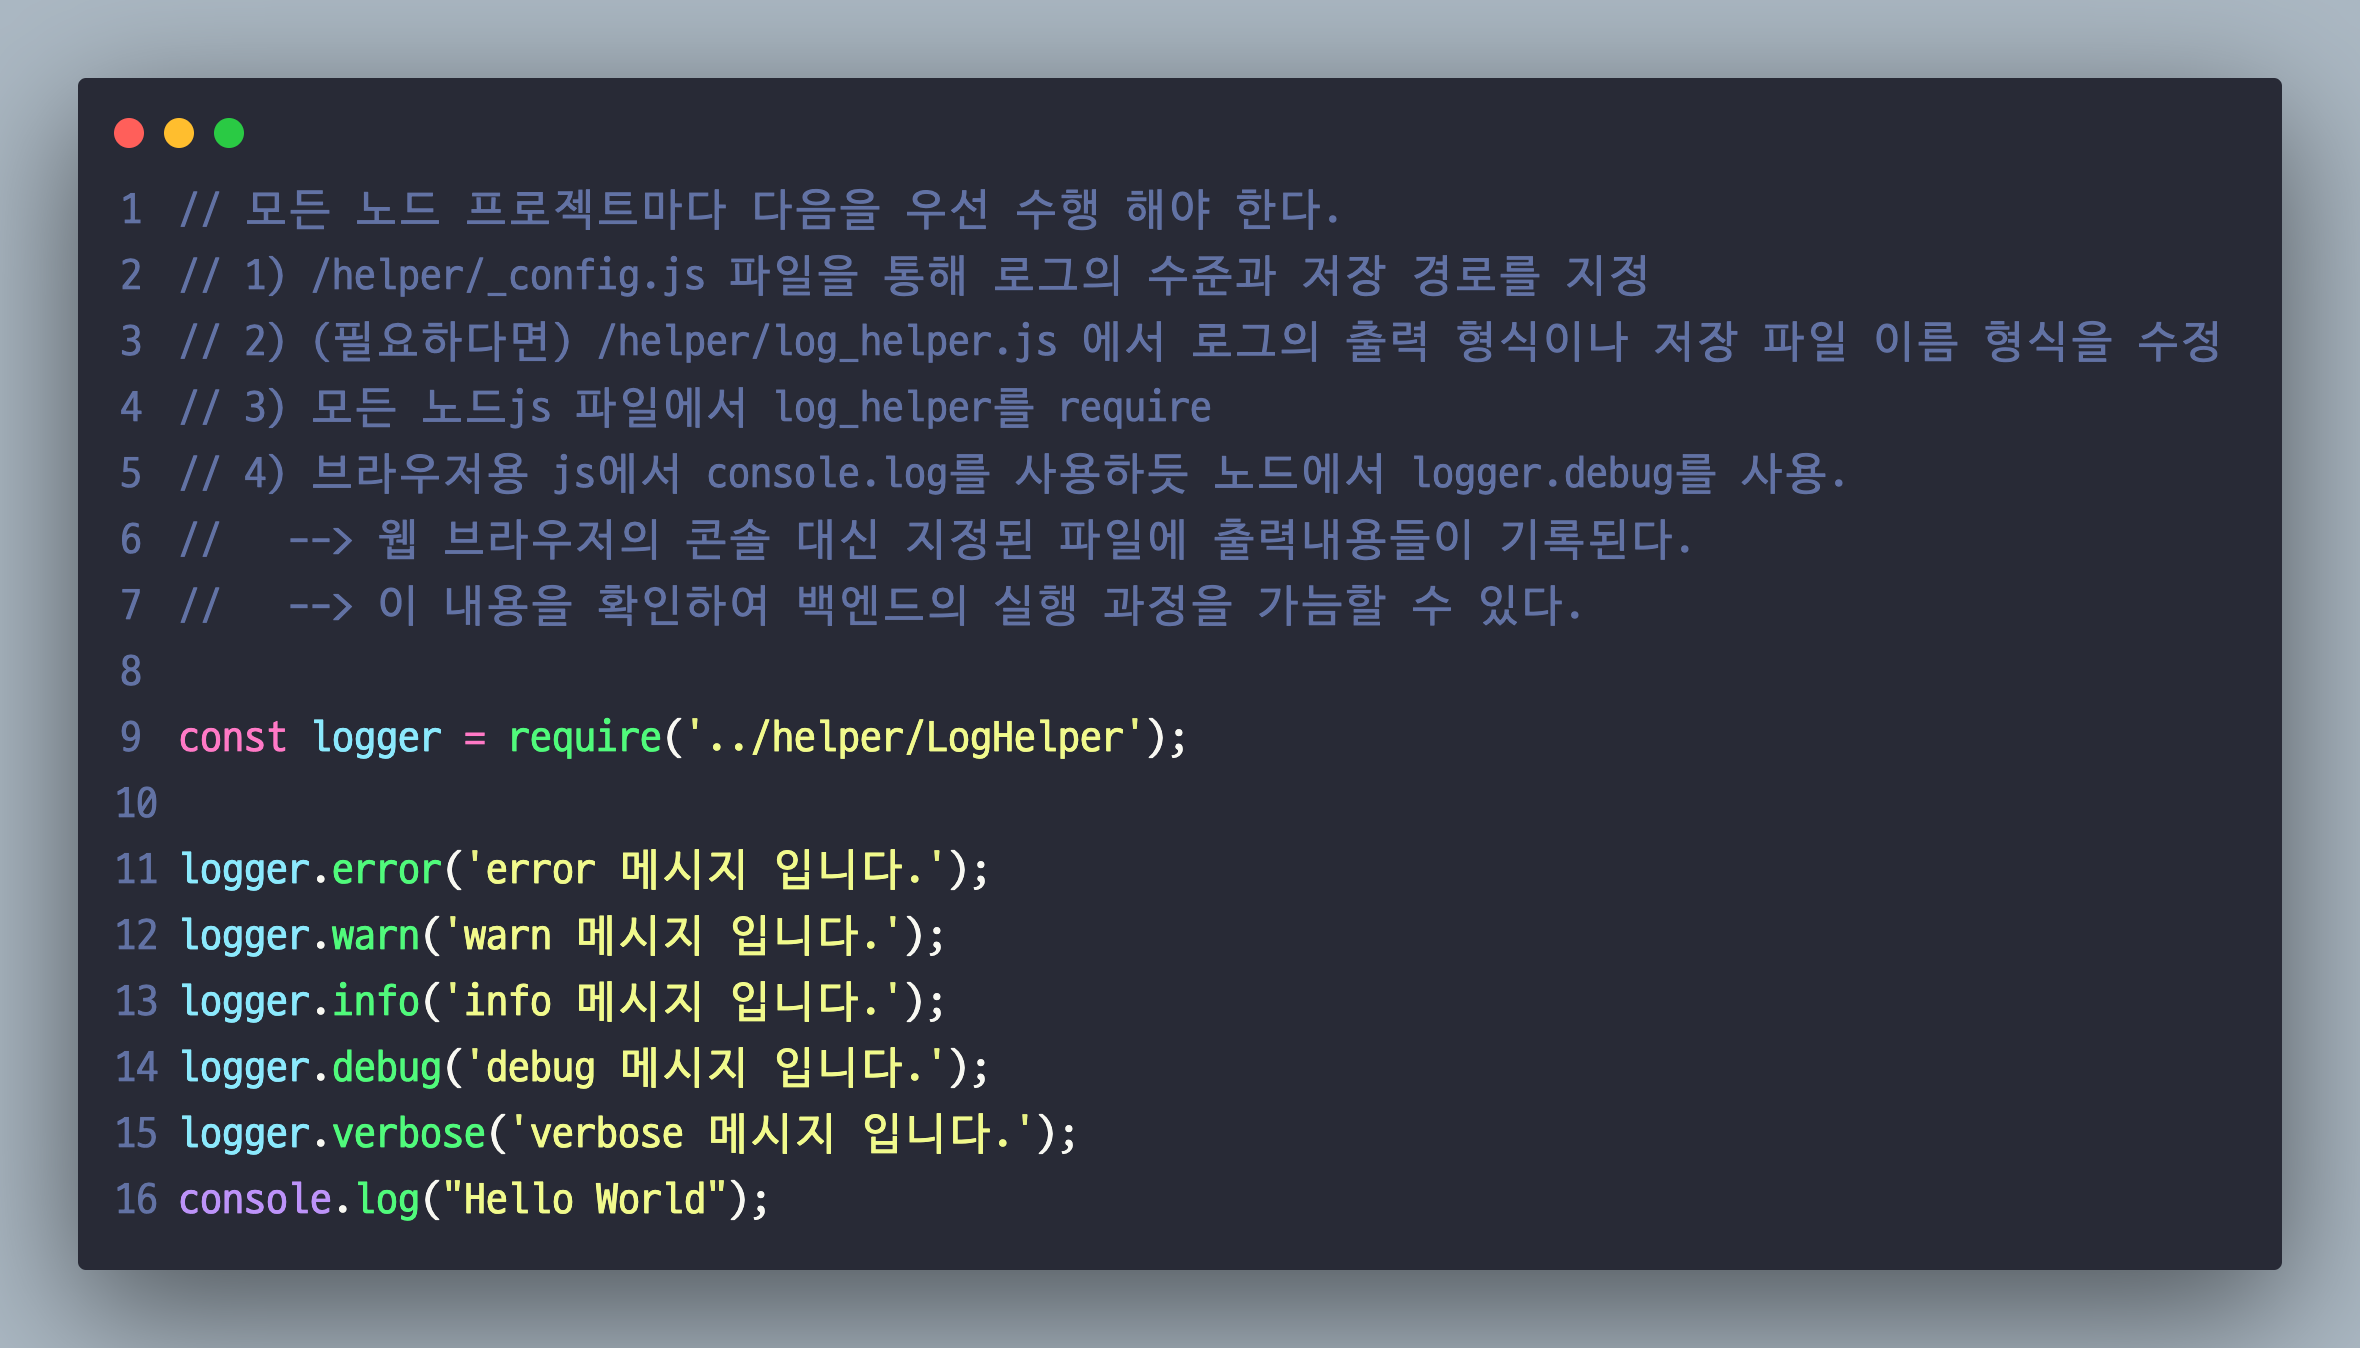 1 // 모든 노드 프로젝트마다 다음을 우선 수행 해야 한다.
2 // 1) /helper/_config.js 파일을 통해 로그의 수준과 저장 경로를 지정
3 // 2) (필요하다면) /helper/log_helper.js 에서 로그의 출력 형식이나 저장 파일 이름 형식을 수정
4 // 3) 모든 노드js 파일에서 log_helper를 require
5 // 4) 브라우져용 js에서 console.log를 사용하듯 노드에서 logger.debug를 사용.
6 //   --> 웹 브라우저의 콘솔 대신 지정된 파일에 출력내용들이 기록된다.
7 //   --> 이 내용을 확인하여 백엔드의 실행 과정을 가늠할 수 있다.
8
9 const logger = require('../helper/LogHelper');
10
11 logger.error('error 메시지 입니다.');
12 logger.warn('warn 메시지 입니다.');
13 logger.info('info 메시지 입니다.');
14 logger.debug('debug 메시지 입니다.');
15 logger.verbose('verbose 메시지 입니다.');
16 console.log("Hello World");